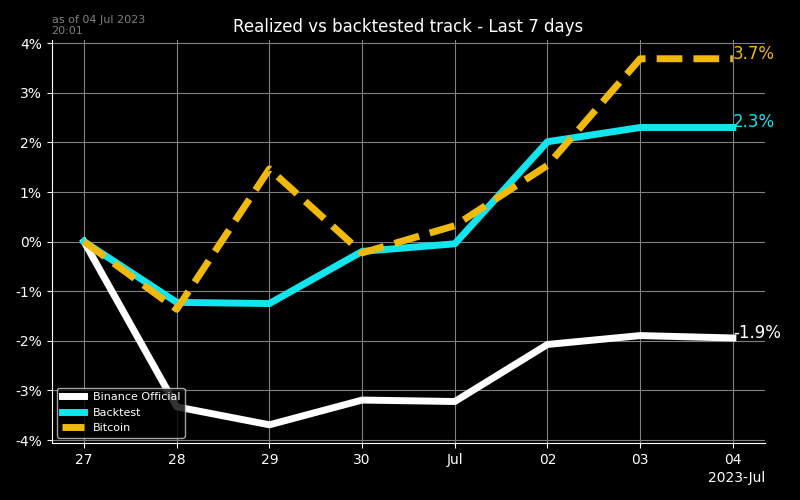 as of 04 Jul 2023
20:01
Realized vs backtested track - Last 7 days
4%
3%
2%
1%
0%
-1%
-2%
-3%
-4%
3.7%
2.3%
-1.9%
Binance Official
Backtest
Bitcoin
27 28 29 30 Jul 02 03 04
2023-Jul